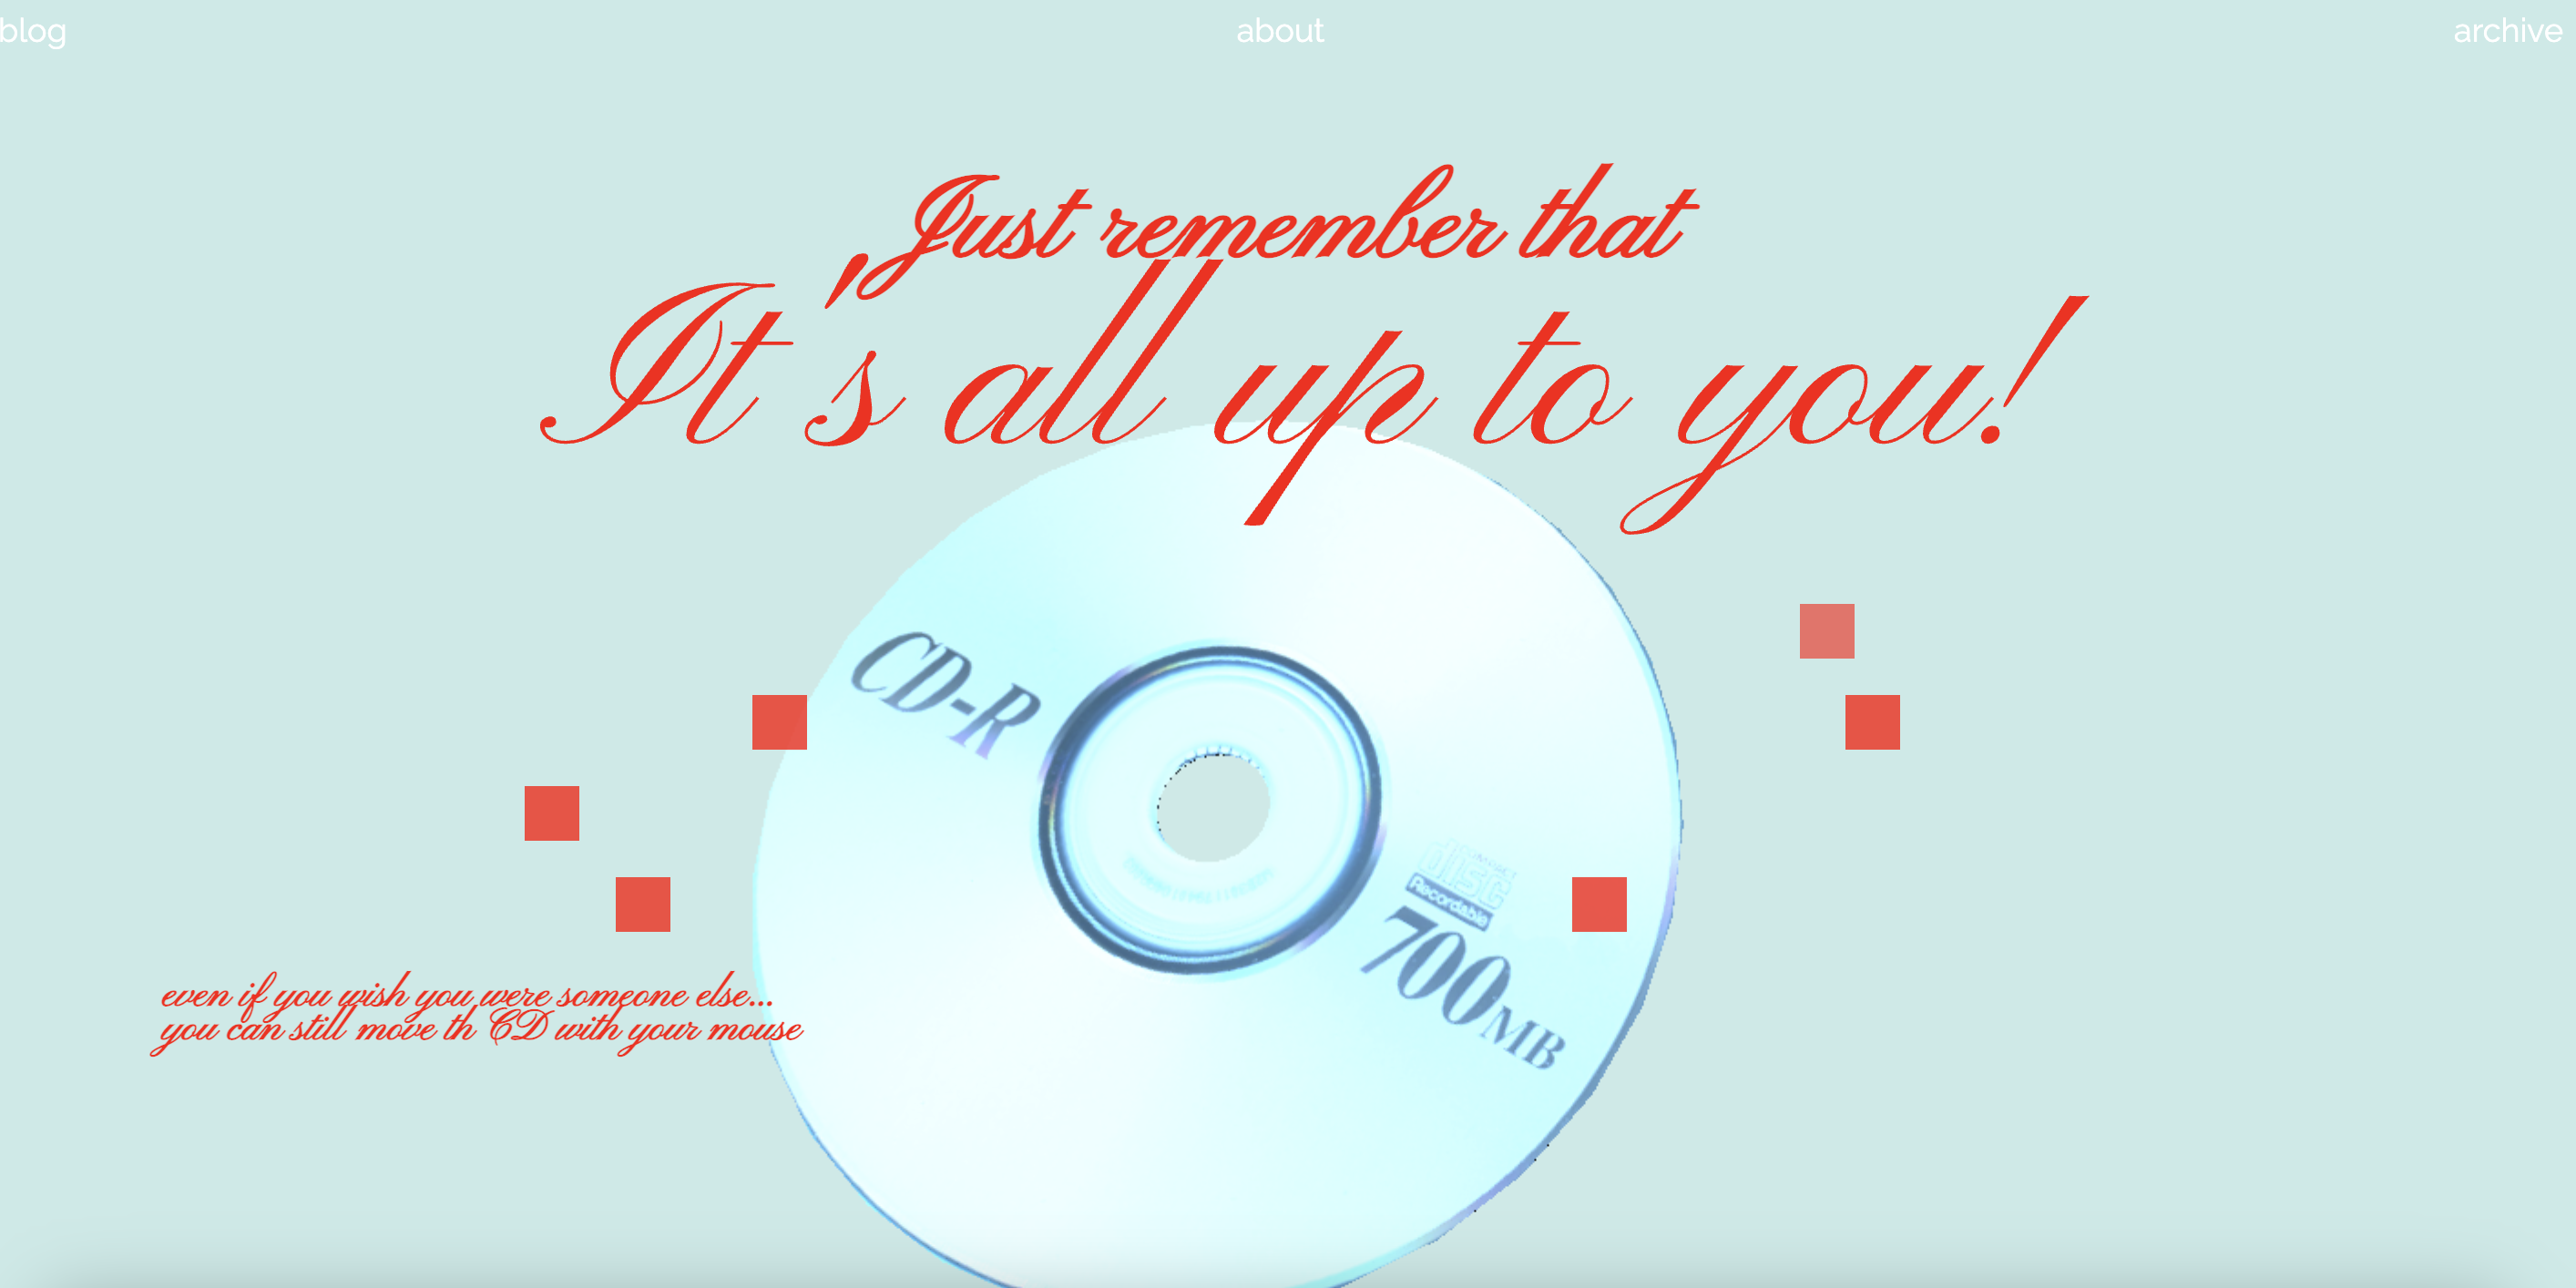 blog about archive
Just remember that
It's all up to you!
CD-R
disc
Recordable
700MB
even if you wish you were someone else...
you can still move th CD with your mouse